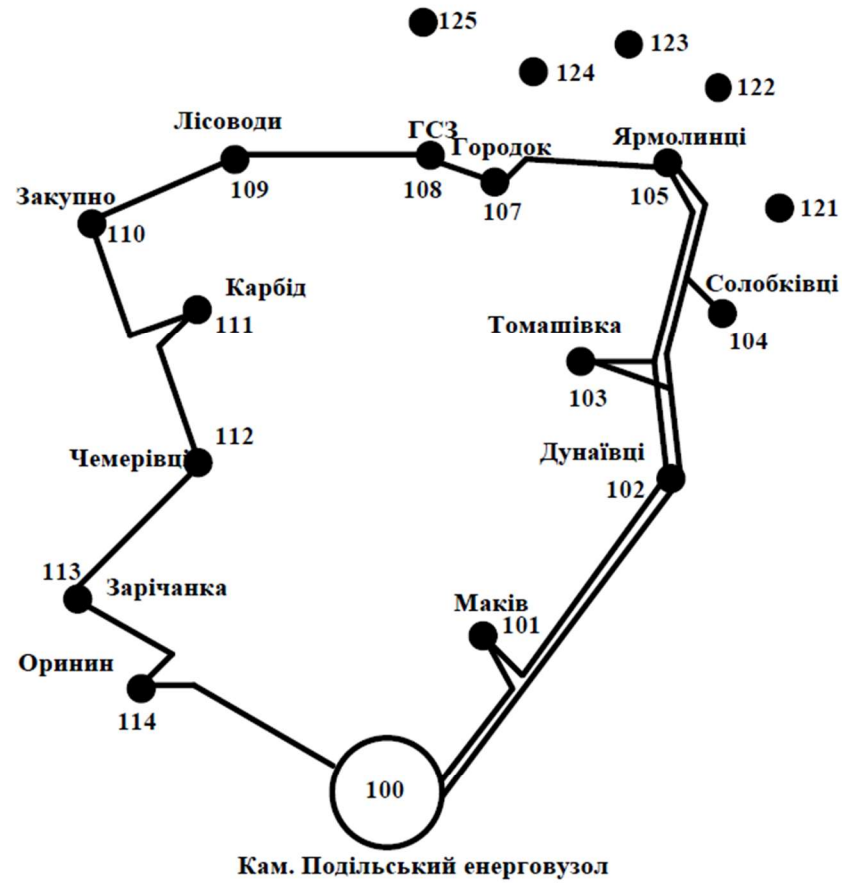 125
123
124
122
Лісоводи
ГСЗ
Городок
Ярмолинці
109
108
107
105
121
Закупно
110
Карбід
111
Солобківці
104
Томашівка
103
112
Чемерівці
Дунаївці
102
113
Зарічанка
Маків
101
Оринин
114
100
Кам. Подільський енерговузол